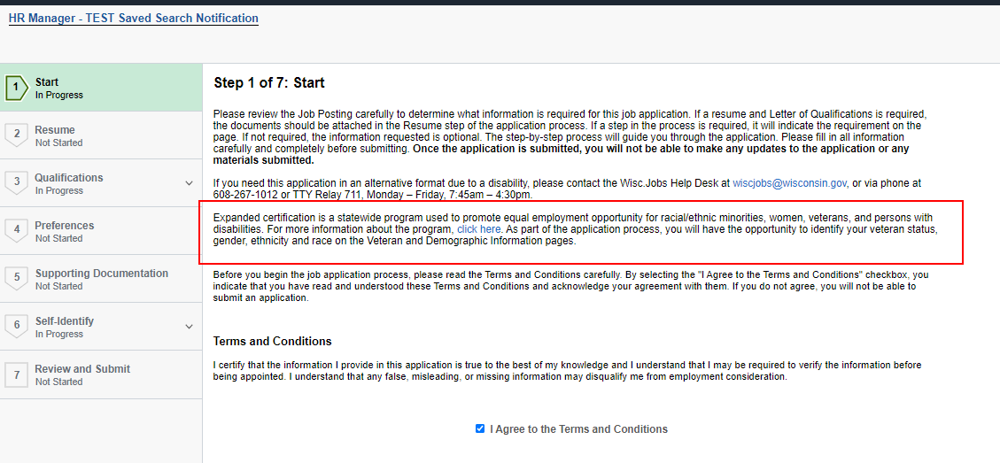 HR Manager - TEST Saved Search Notification
1
Start
In Progress
2
Resume
Not Started
3
Qualifications
In Progress
4
Preferences
Not Started
5
Supporting Documentation
Not Started
6
Self-Identify
In Progress
7
Review and Submit
Not Started
Step 1 of 7: Start
Please review the Job Posting carefully to determine what information is required for this job application. If a resume and Letter of Qualifications is required,
the documents should be attached in the Resume step of the application process. If a step in the process is required, it will indicate the requirement on the
page. If not required, the information requested is optional. The step-by-step process will guide you through the application. Please fill in all information
carefully and completely before submitting. Once the application is submitted, you will not be able to make any updates to the application or any
materials submitted.
If you need this application in an alternative format due to a disability, please contact the Wisc.Jobs Help Desk at wiscjobs@wisconsin.gov, or via phone at
608-267-1012 or TTY Relay 711, Monday – Friday, 7:45am – 4:30pm.
Expanded certification is a statewide program used to promote equal employment opportunity for racial/ethnic minorities, women, veterans, and persons with
disabilities. For more information about the program, click here. As part of the application process, you will have the opportunity to identify your veteran status,
gender, ethnicity and race on the Veteran and Demographic Information pages.
Before you begin the job application process, please read the Terms and Conditions carefully. By selecting the "I Agree to the Terms and Conditions" checkbox, you
indicate that you have read and understood these Terms and Conditions and acknowledge your agreement with them. If you do not agree, you will not be able to
submit an application.
Terms and Conditions
I certify that the information I provide in this application is true to the best of my knowledge and I understand that I may be required to verify the information before
being appointed. I understand that any false, misleading, or missing information may disqualify me from employment consideration.
I Agree to the Terms and Conditions